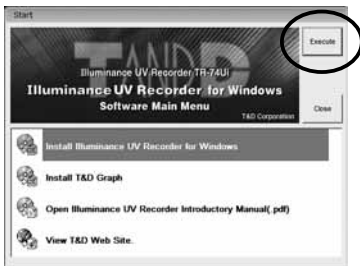 Start
TANDD
Illuminance UV Recorder TR-74Ui
Illuminance UV Recorder for Windows
Software Main Menu
T&D Corporation
Execute
Close
Install Illuminance UV Recorder for Windows
Install T&D Graph
Open Illuminance UV Recorder Introductory Manual(.pdf)
View T&D Web Site.